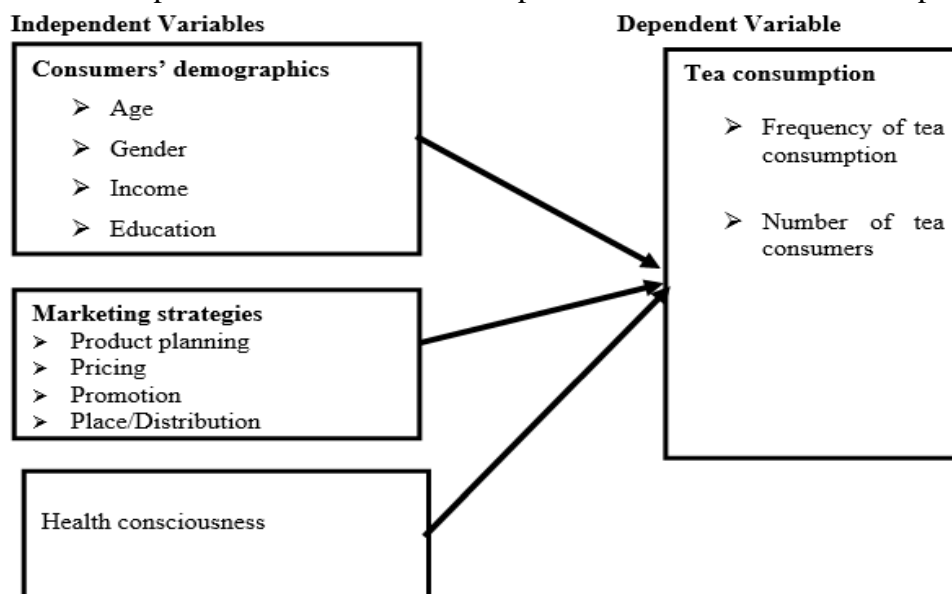 Independent Variables
Dependent Variable
Consumers’ demographics
➢ Age
➢ Gender
➢ Income
➢ Education
Marketing strategies
➢ Product planning
➢ Pricing
➢ Promotion
➢ Place/Distribution
Health consciousness
Tea consumption
➢ Frequency of tea
consumption
➢ Number of tea
consumers